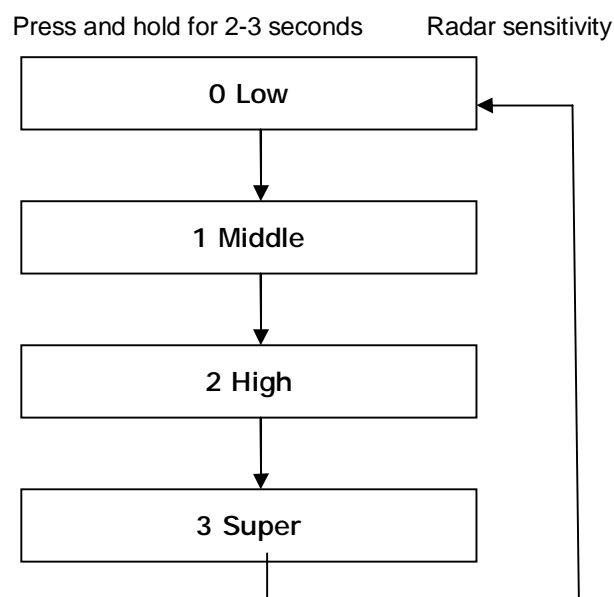 Press and hold for 2-3 seconds Radar sensitivity
0 Low
1 Middle
2 High
3 Super